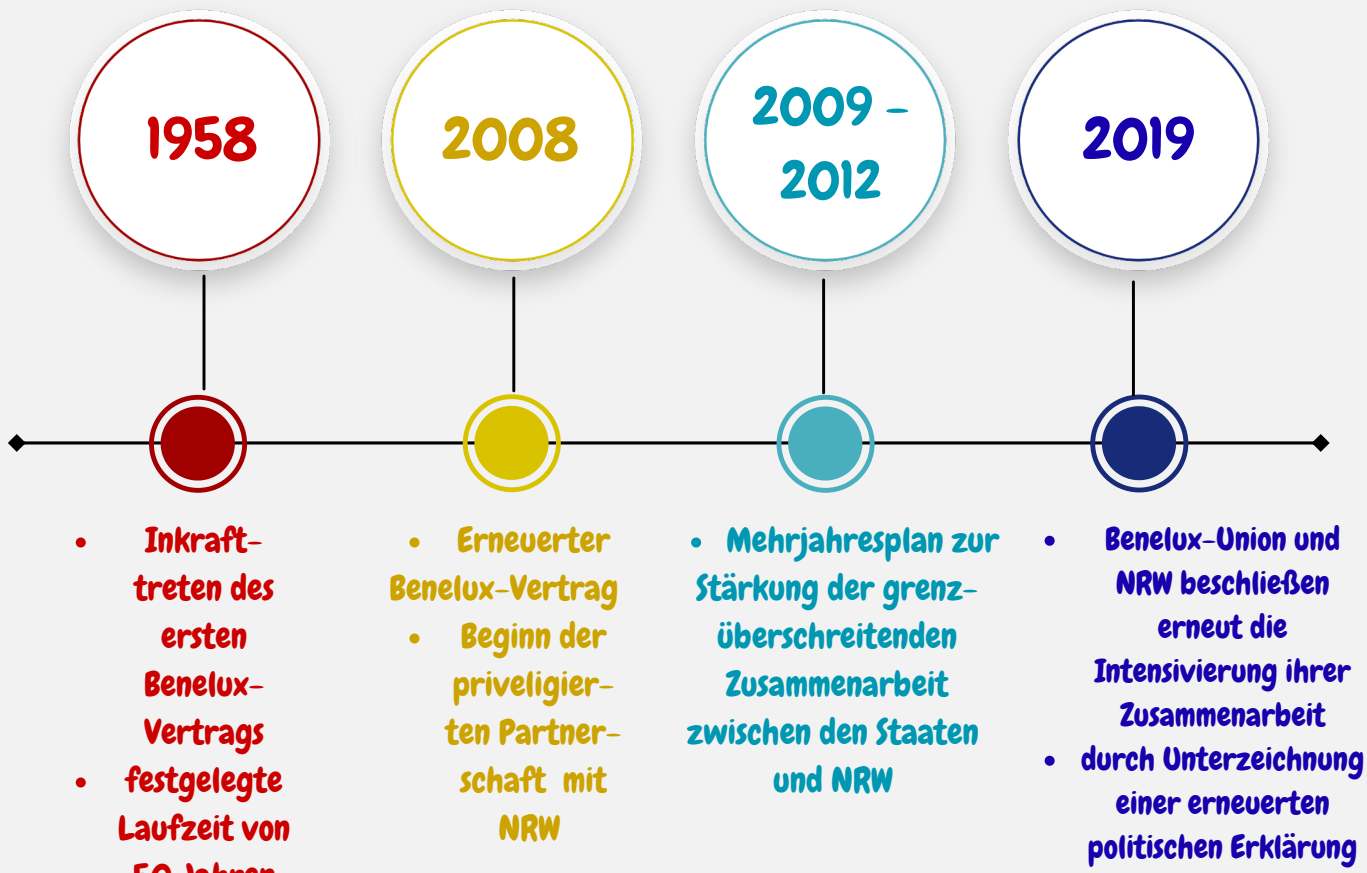 1958
2008
2009 –
2012
2019
• Inkraft-
treten des
ersten
Benelux-
Vertrags
• festgelegte
Laufzeit von
50 Jahren
• Erneuerter
Benelux-Vertrag
• Beginn der
priveligier-
ten Partner-
schaft mit
NRW
• Mehrjahresplan zur
Stärkung der grenz-
überschreitenden
Zusammenarbeit
zwischen den Staaten
und NRW
• Benelux-Union und
NRW beschließen
erneut die
Intensivierung ihrer
Zusammenarbeit
• durch Unterzeichnung
einer erneuerten
politischen Erklärung